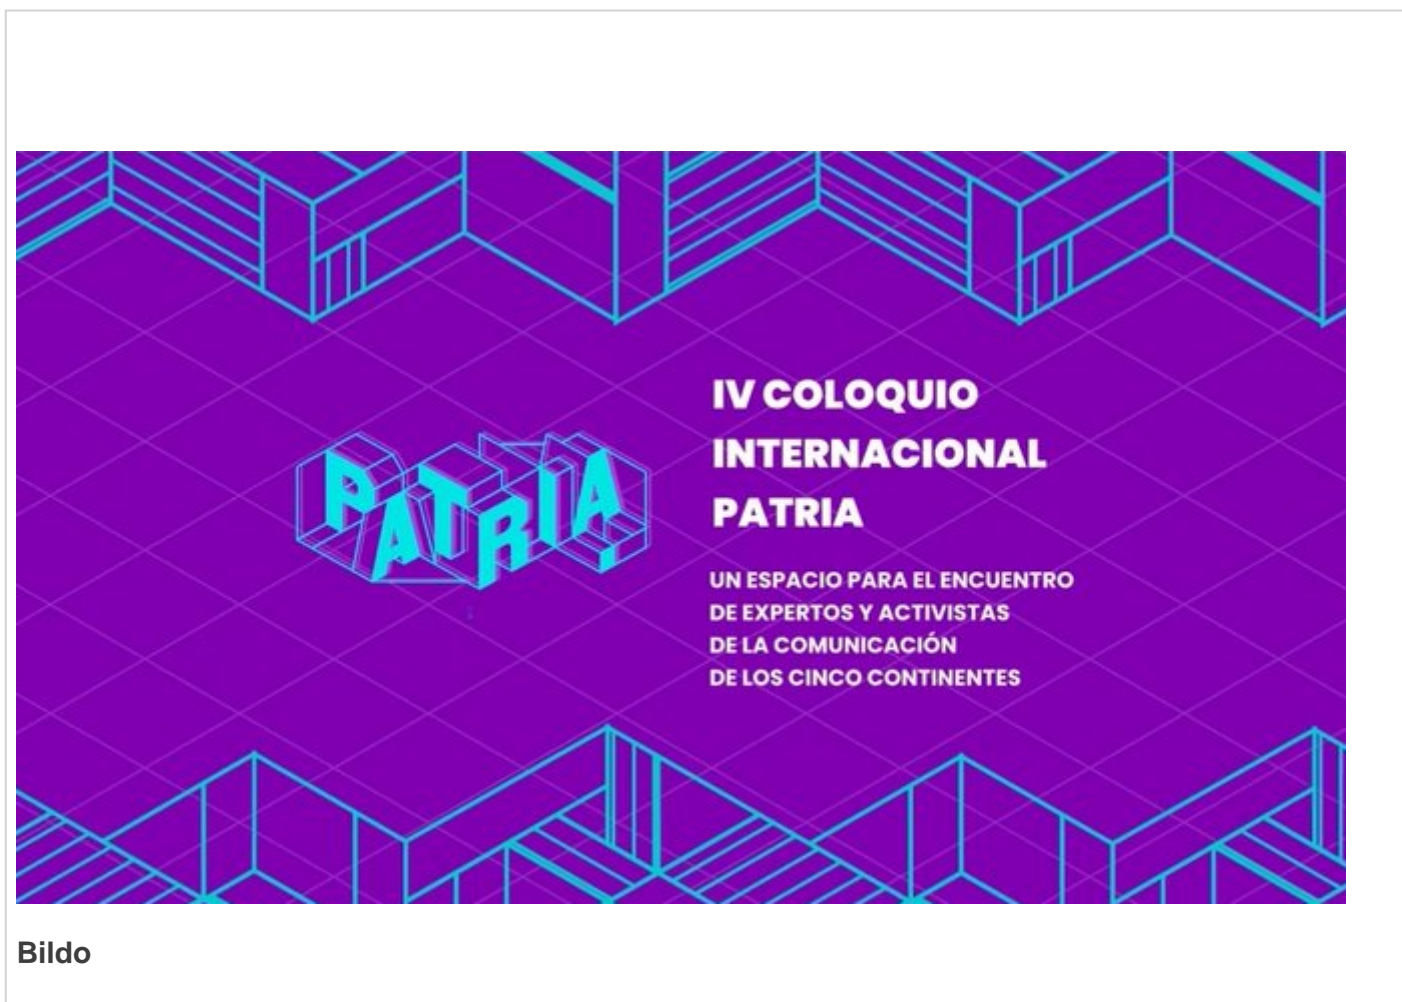 PATRIA
IV COLOQUIO
INTERNACIONAL
PATRIA
UN ESPACIO PARA EL ENCUENTRO
DE EXPERTOS Y ACTIVISTAS
DE LA COMUNICACIÓN
DE LOS CINCO CONTINENTES
Bildo